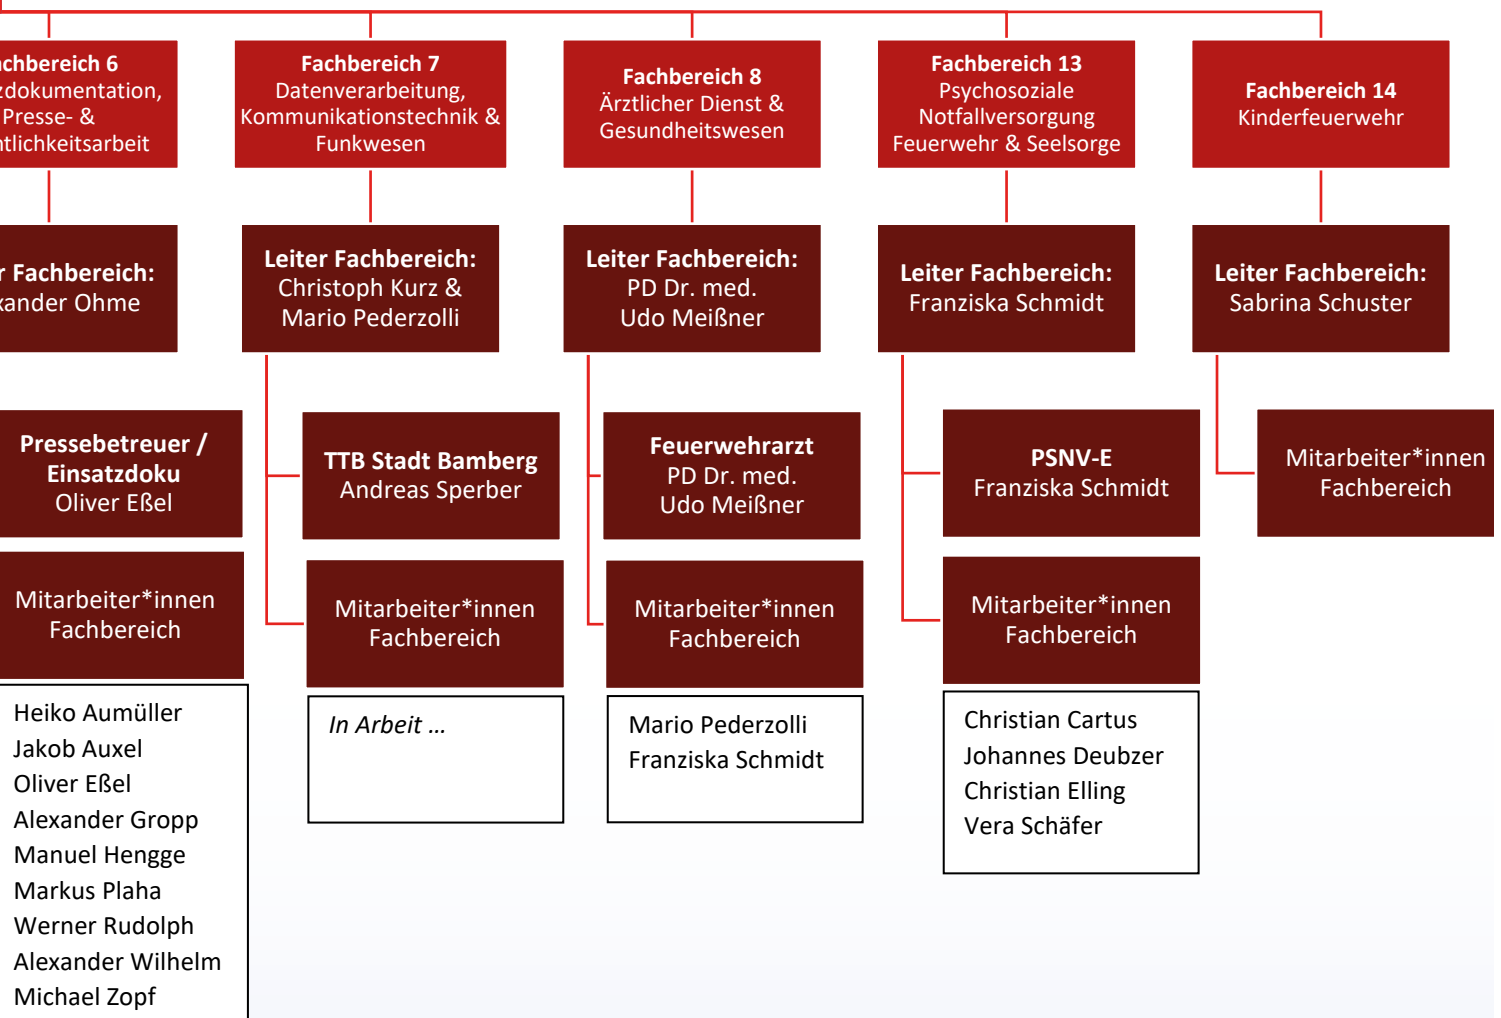 Fachbereich 7
Datenverarbeitung,
Kommunikationstechnik &
Funkwesen
Fachbereich 8
Ärztlicher Dienst &
Gesundheitswesen
Fachbereich 13
Psychosoziale
Notfallversorgung
Feuerwehr & Seelsorge
Fachbereich 14
Kinderfeuerwehr
6
Presse- &
Fachbereich:
Ohme
Leiter Fachbereich:
Christoph Kurz &
Mario Pederzolli
Leiter Fachbereich:
PD Dr. med.
Udo Meißner
Leiter Fachbereich:
Franziska Schmidt
Leiter Fachbereich:
Sabrina Schuster
Pressebetreuer /
Einsatzdoku
Oliver Eßel
TTB Stadt Bamberg
Andreas Sperber
Feuerwehrarzt
PD Dr. med.
Udo Meißner
PSNV-E
Franziska Schmidt
Mitarbeiter*innen
Fachbereich
Mitarbeiter*innen
Fachbereich
Mitarbeiter*innen
Fachbereich
Mitarbeiter*innen
Fachbereich
Mitarbeiter*innen
Fachbereich
Heiko Aumüller
Jakob Auxel
Oliver Eßel
Alexander Gropp
Manuel Hengge
Markus Plaha
Werner Rudolph
Alexander Wilhelm
Michael Zopf
In Arbeit ...
Mario Pederzolli
Franziska Schmidt
Christian Cartus
Johannes Deubzer
Christian Elling
Vera Schäfer